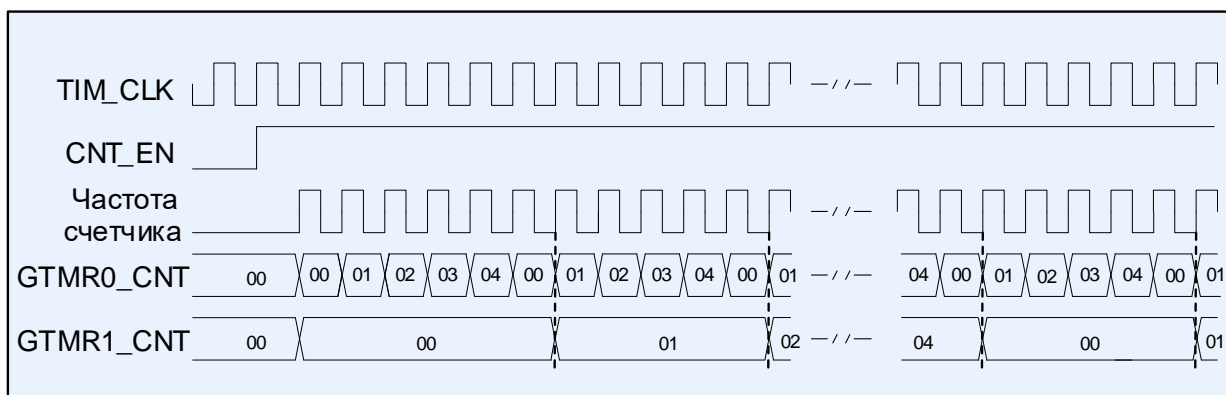 TIM_CLK
CNT_EN
Частота
счетчика
GTMR0_CNT 00 00 01 02 03 04 00 01 02 03 04 00 01 04 00 01 02 03 04 00 01
GTMR1_CNT 00 00 01 02 04 00 01